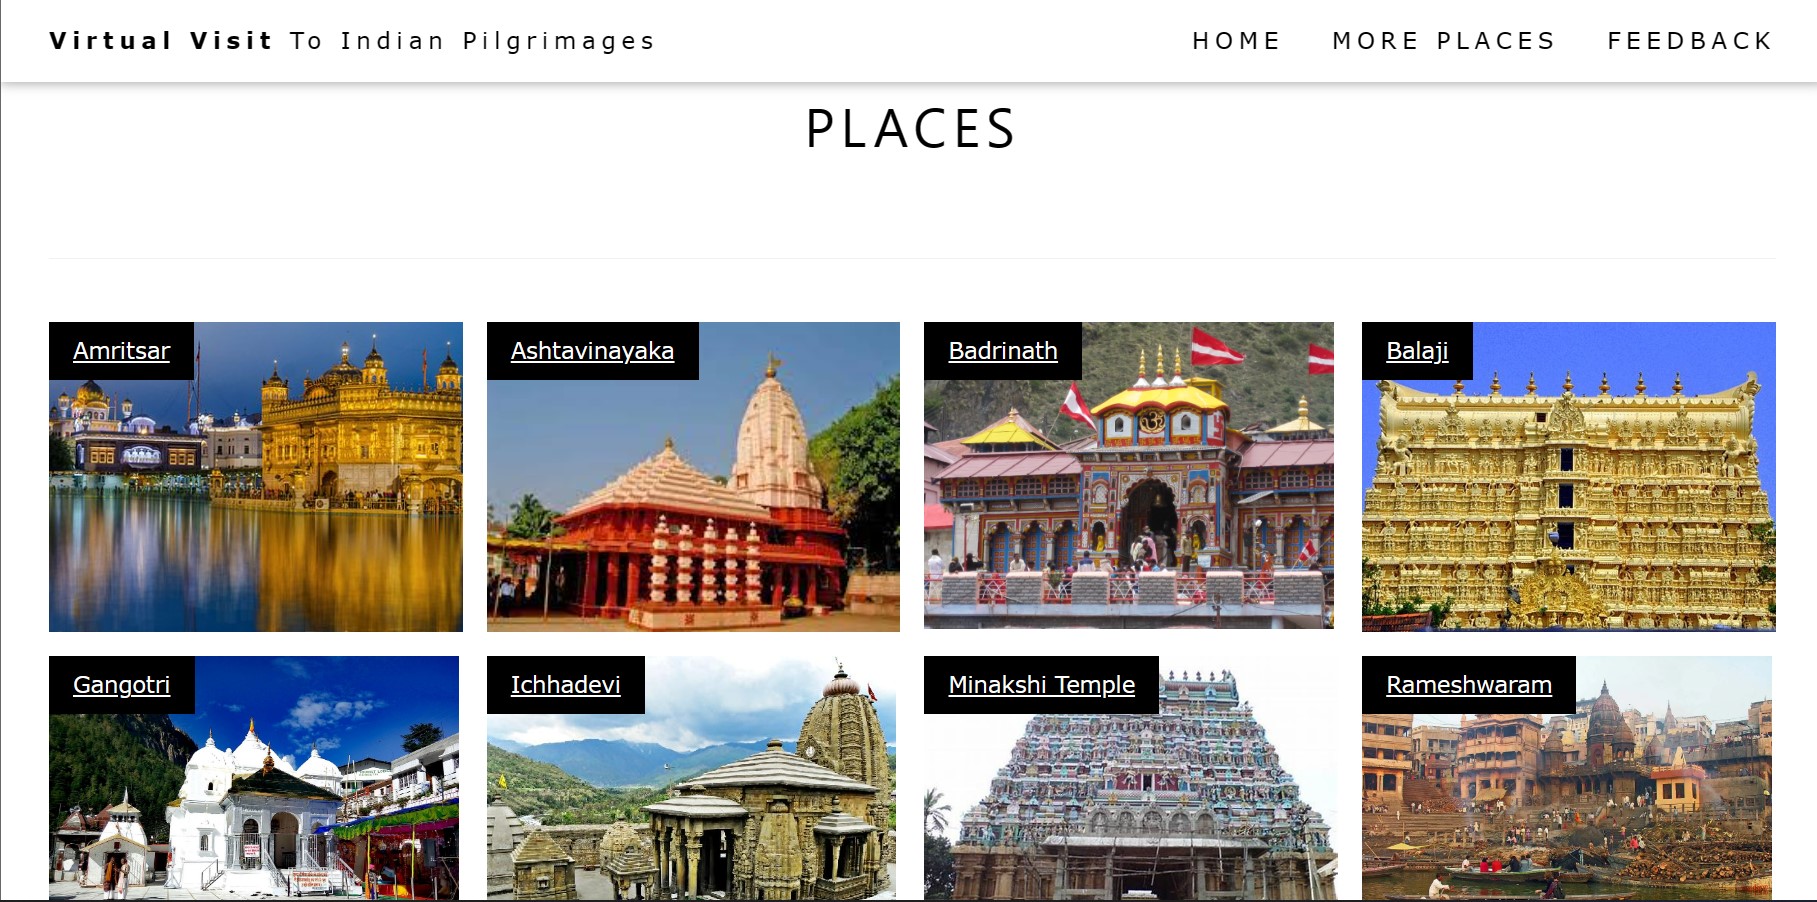 Virtual Visit To Indian Pilgrimages
HOME MORE PLACES FEEDBACK
PLACES
Amritsar
Ashtavinayaka
Badrinath
Balaji
Gangotri
Ichhadevi
Minakshi Temple
Rameshwaram